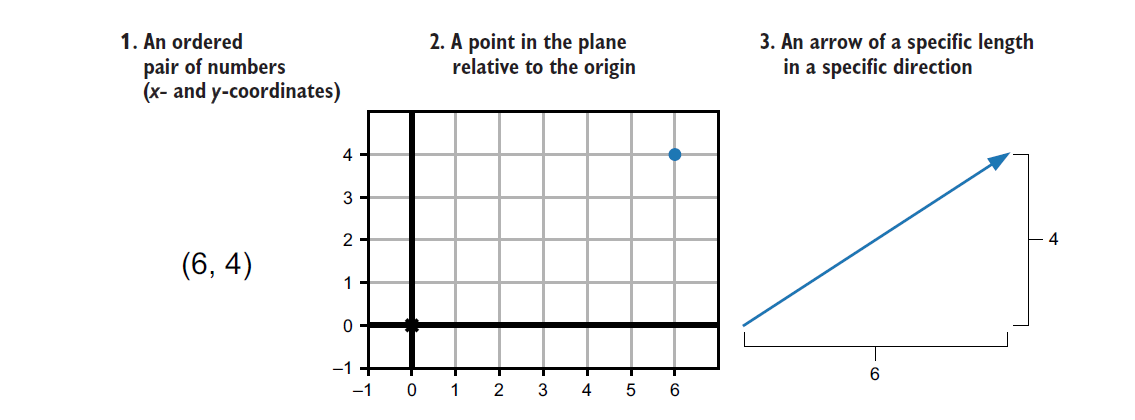 1. An ordered
pair of numbers
(x- and y-coordinates)
2. A point in the plane
relative to the origin
3. An arrow of a specific length
in a specific direction
(6, 4)
4
3
2
1
0
–1
–1 0 1 2 3 4 5 6
4
6